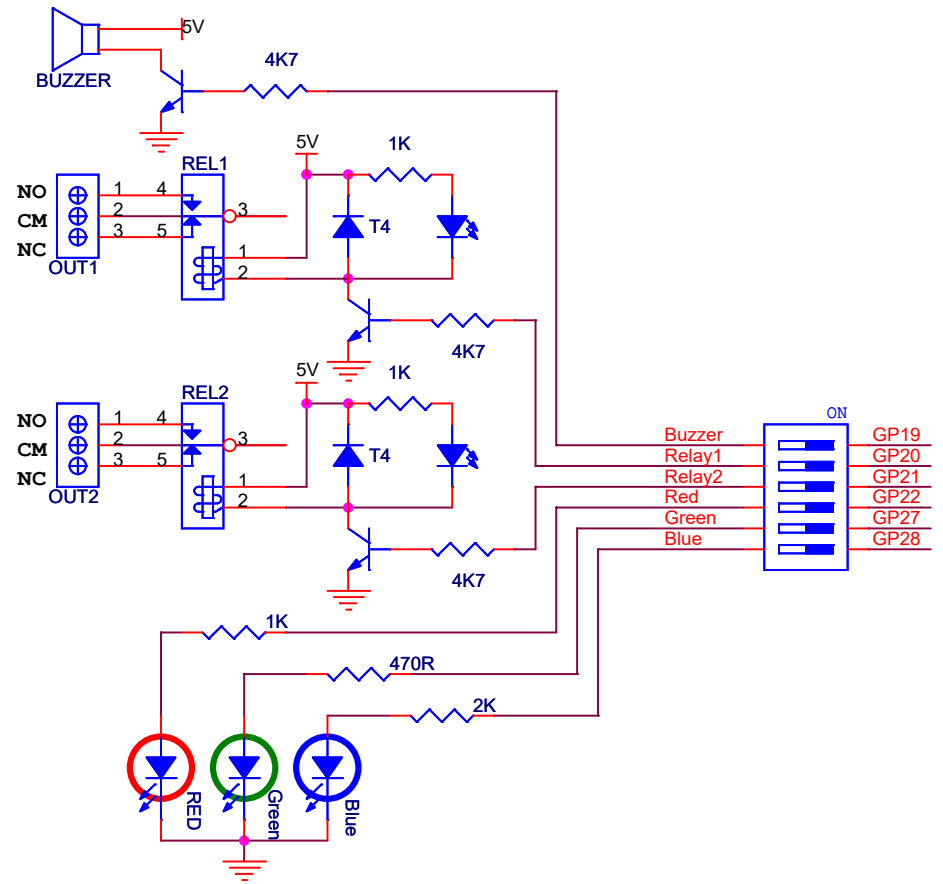 5V
BUZZER
4K7
5V
1K
REL1
NO 1 4
CM 2 3
NC 3 5
OUT1
1
2
T4
4K7
5V
1K
REL2
NO 1 4
CM 2 3
NC 3 5
OUT2
1
2
T4
4K7
ON
Buzzer GP19
Relay1 GP20
Relay2 GP21
Red GP22
Green GP27
Blue GP28
1K
470R
2K
RED
Green
Blue